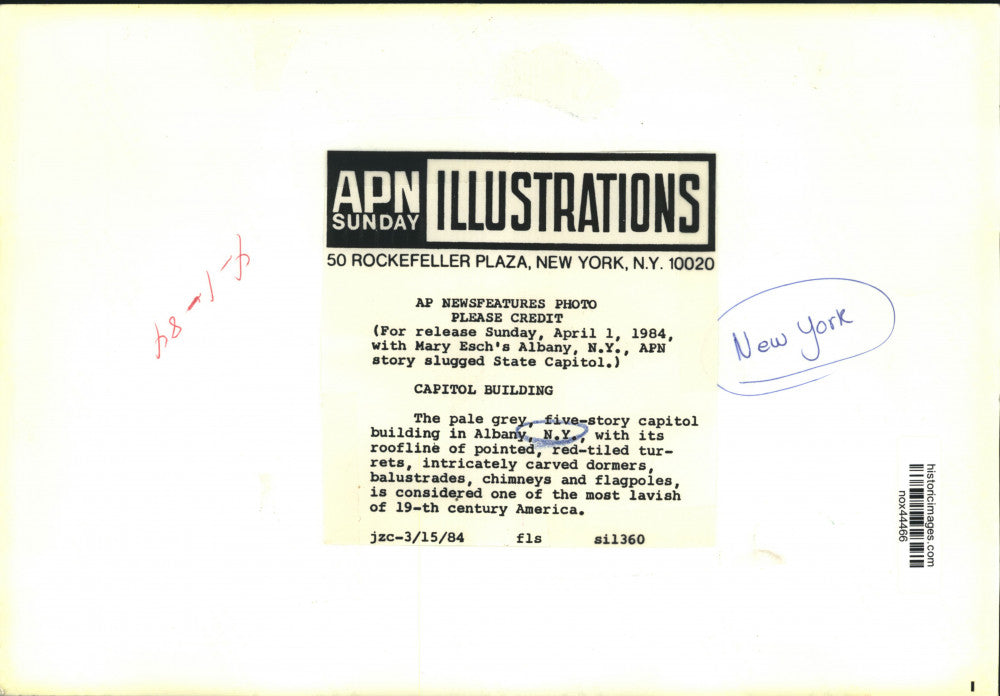 APN SUNDAY ILLUSTRATIONS
50 ROCKEFELLER PLAZA, NEW YORK, N.Y. 10020
AP NEWSFEATURES PHOTO
PLEASE CREDIT
(For release Sunday, April 1, 1984,
with Mary Esch's Albany, N.Y., APN
story slugged State Capitol.)
CAPITOL BUILDING
The pale grey, five-story capitol
building in Albany, N.Y., with its
roofline of pointed, red-tiled tur-
rets, intricately carved dormers,
balustrades, chimneys and flagpoles,
is considered one of the most lavish
of 19-th century America.
jzc-3/15/84 fls sil360
4-1-84
New York
historicimages.com
nox44466